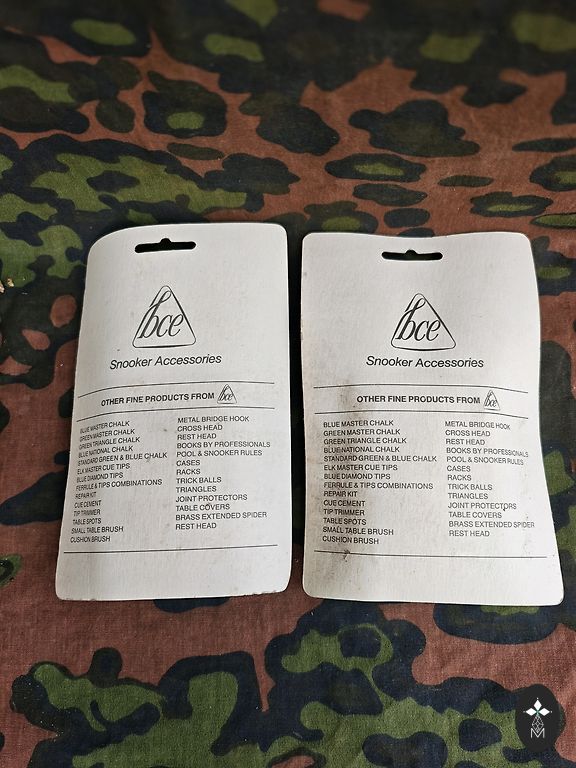 bce
Snooker Accessories
OTHER FINE PRODUCTS FROM bce
BLUE MASTER CHALK
GREEN MASTER CHALK
GREEN TRIANGLE CHALK
BLUE NATIONAL CHALK
STANDARD GREEN & BLUE CHALK
ELK MASTER CUE TIPS
BLUE DIAMOND TIPS
FERRULE & TIPS COMBINATIONS
REPAIR KIT
CUE CEMENT
TIP TRIMMER
TABLE SPOTS
SMALL TABLE BRUSH
CUSHION BRUSH
METAL BRIDGE HOOK
CROSS HEAD
REST HEAD
BOOKS BY PROFESSIONALS
POOL & SNOOKER RULES
CASES
RACKS
TRICK BALLS
TRIANGLES
JOINT PROTECTORS
TABLE COVERS
BRASS EXTENDED SPIDER
REST HEAD
bce
Snooker Accessories
OTHER FINE PRODUCTS FROM bce
BLUE MASTER CHALK
GREEN MASTER CHALK
GREEN TRIANGLE CHALK
BLUE NATIONAL CHALK
STANDARD GREEN & BLUE CHALK
ELK MASTER CUE TIPS
BLUE DIAMOND TIPS
FERRULE & TIPS COMBINATIONS
REPAIR KIT
CUE CEMENT
TIP TRIMMER
TABLE SPOTS
SMALL TABLE BRUSH
CUSHION BRUSH
METAL BRIDGE HOOK
CROSS HEAD
REST HEAD
BOOKS BY PROFESSIONALS
POOL & SNOOKER RULES
CASES
RACKS
TRICK BALLS
TRIANGLES
JOINT PROTECTORS
TABLE COVERS
BRASS EXTENDED SPIDER
REST HEAD
M